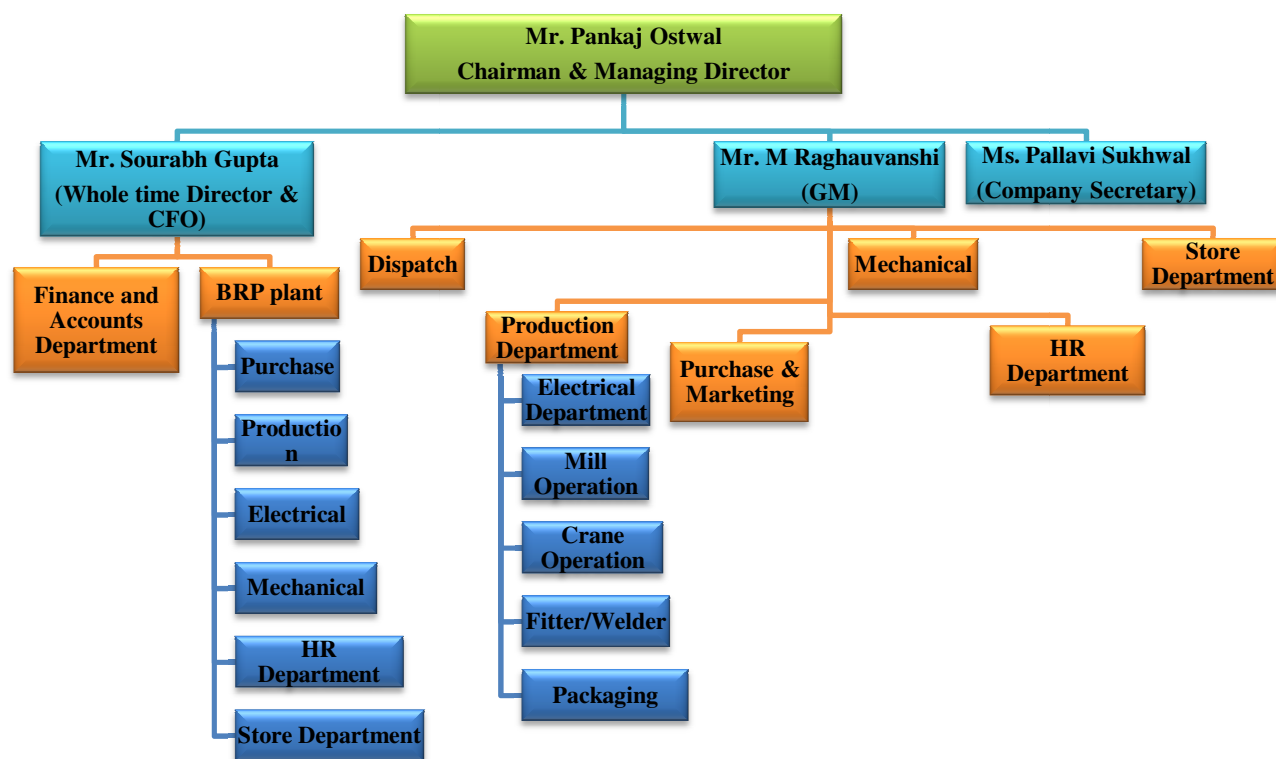 Mr. Pankaj Ostwal
Chairman & Managing Director
Mr. Sourabh Gupta
(Whole time Director &
CFO)
Mr. M Raghauvanshi
(GM)
Ms. Pallavi Sukhwal
(Company Secretary)
Finance and
Accounts
Department
BRP plant
Purchase
Productio
n
Electrical
Mechanical
HR
Department
Store Department
Dispatch
Mechanical
Store
Department
Production
Department
Electrical
Department
Mill
Operation
Crane
Operation
Fitter/Welder
Packaging
Purchase &
Marketing
HR
Department